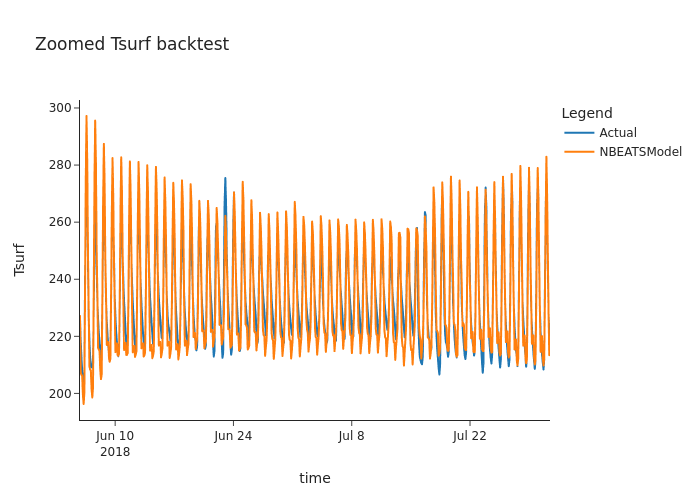 Zoomed Tsurf backtest
Legend
Actual
NBEATSModel
Tsurf
300
280
260
240
220
200
Jun 10
2018
Jun 24
Jul 8
Jul 22
time